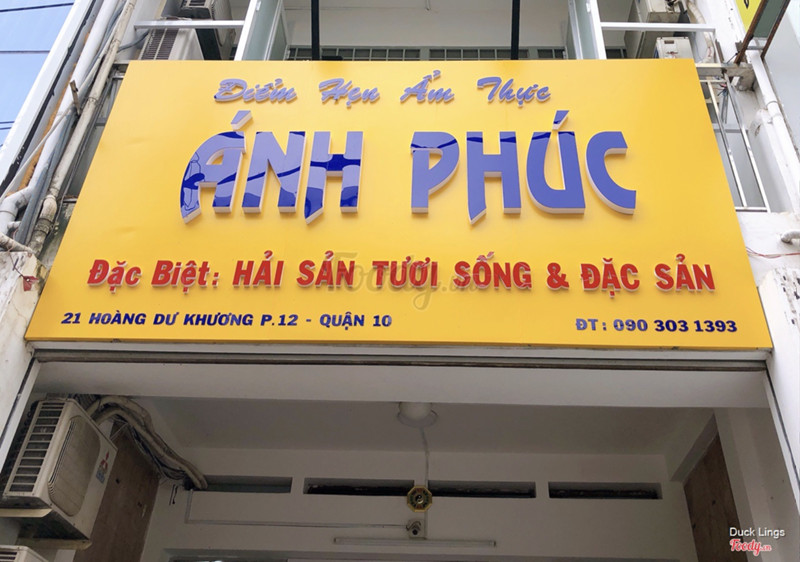 Điểm Hẹn Ẩm Thực
ÁNH PHÚC
Đặc Biệt: HẢI SẢN TƯƠI SỐNG & ĐẶC SẢN
21 HOÀNG DƯ KHƯƠNG P.12 - QUẬN 10
ĐT: 090 303 1393
Duck Lings
Foody.vn